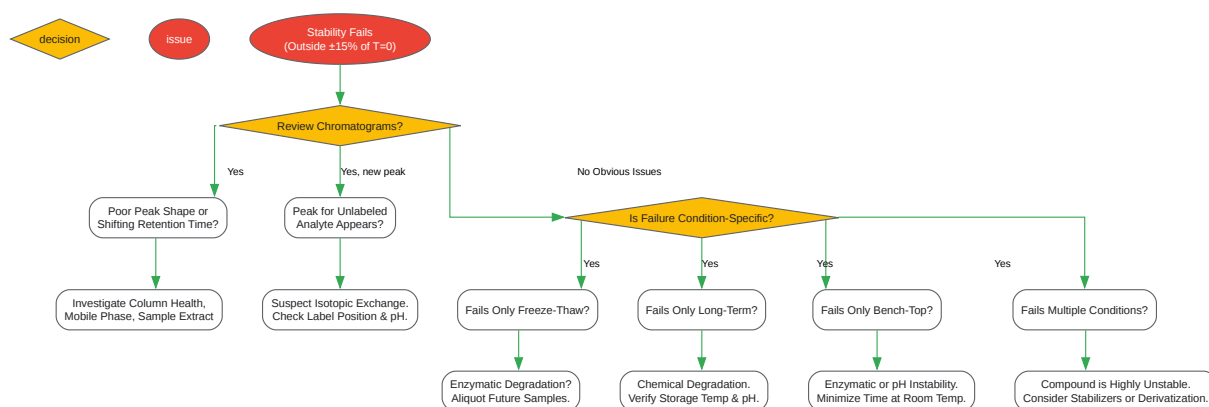 decision
issue
Stability Fails
(Outside ±15% of T=0)
Review Chromatograms?
Yes
Yes, new peak
No Obvious Issues
Poor Peak Shape or
Shifting Retention Time?
Peak for Unlabeled
Analyte Appears?
Is Failure Condition-Specific?
Yes
Yes
Yes
Yes
Investigate Column Health,
Mobile Phase, Sample Extract
Suspect Isotopic Exchange.
Check Label Position & pH.
Fails Only Freeze-Thaw?
Fails Only Long-Term?
Fails Only Bench-Top?
Fails Multiple Conditions?
Enzymatic Degradation?
Aliquot Future Samples.
Chemical Degradation.
Verify Storage Temp & pH.
Enzymatic or pH Instability.
Minimize Time at Room Temp.
Compound is Highly Unstable.
Consider Stabilizers or Derivatization.